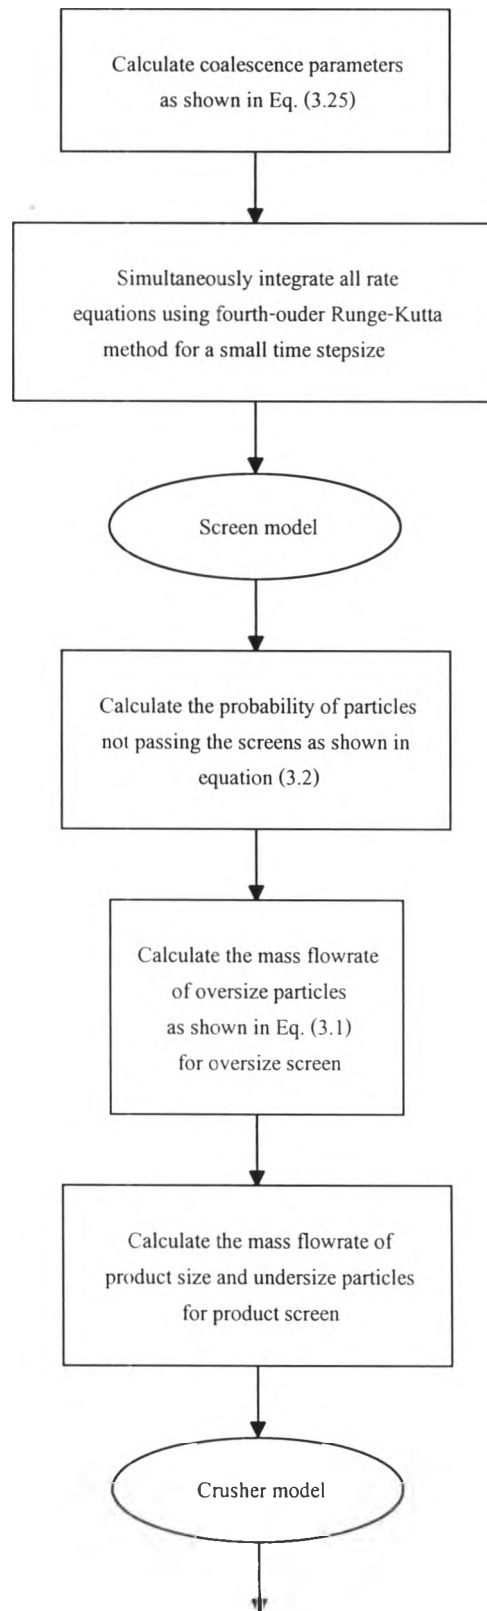 Calculate coalescence parameters
as shown in Eq. (3.25)
Simultaneously integrate all rate
equations using fourth-ouder Runge-Kutta
method for a small time stepsize
Screen model
Calculate the probability of particles
not passing the screens as shown in
equation (3.2)
Calculate the mass flowrate
of oversize particles
as shown in Eq. (3.1)
for oversize screen
Calculate the mass flowrate of
product size and undersize particles
for product screen
Crusher model